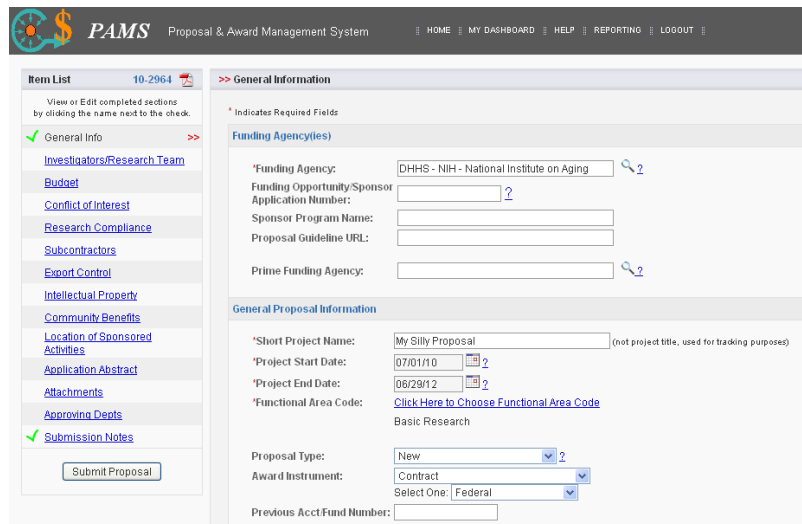 PAMS Proposal & Award Management System
HOME MY DASHBOARD HELP REPORTING LOGOUT
Item List 10-2964
View or Edit completed sections
by clicking the name next to the check.
General Info >>
Investigators/Research Team
Budget
Conflict of Interest
Research Compliance
Subcontractors
Export Control
Intellectual Property
Community Benefits
Location of Sponsored
Activities
Application Abstract
Attachments
Approving Depts
Submission Notes
Submit Proposal
>> General Information
* Indicates Required Fields
Funding Agency(ies)
*Funding Agency: DHHS - NIH - National Institute on Aging ?
Funding Opportunity/Sponsor
Application Number: ?
Sponsor Program Name:
Proposal Guideline URL:
Prime Funding Agency: ?
General Proposal Information
*Short Project Name: My Silly Proposal (not project title, used for tracking purposes)
*Project Start Date: 07/01/10 ?
*Project End Date: 06/29/12 ?
*Functional Area Code: Click Here to Choose Functional Area Code
Basic Research
Proposal Type: New ?
Award Instrument: Contract
Select One: Federal
Previous Acct/Fund Number: